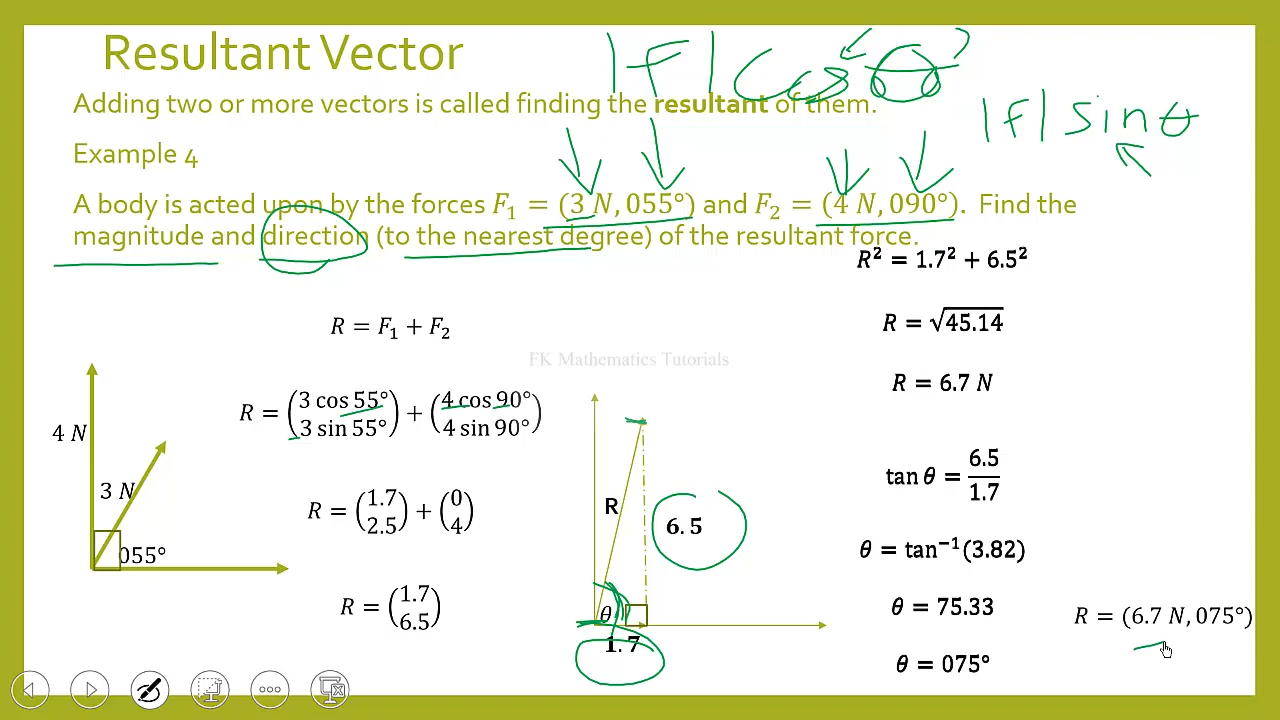 Resultant Vector
|F| Cos θ
Adding two or more vectors is called finding the resultant of them.
|F| sin θ
Example 4
A body is acted upon by the forces F₁ = (3 N, 055°) and F₂ = (4 N, 090°). Find the
magnitude and direction (to the nearest degree) of the resultant force.
R = F₁ + F₂
R = (3 cos 55° 3 sin 55°) + (4 cos 90° 4 sin 90°)
R = (1.7 2.5) + (0 4)
R = (1.7 6.5)
4 N
3 N
055°
FK Mathematics Tutorials
R
6.5
θ
1.7
R² = 1.7² + 6.5²
R = √45.14
R = 6.7 N
tan θ = 6.5/1.7
θ = tan⁻¹(3.82)
θ = 75.33
θ = 075°
R = (6.7 N, 075°)